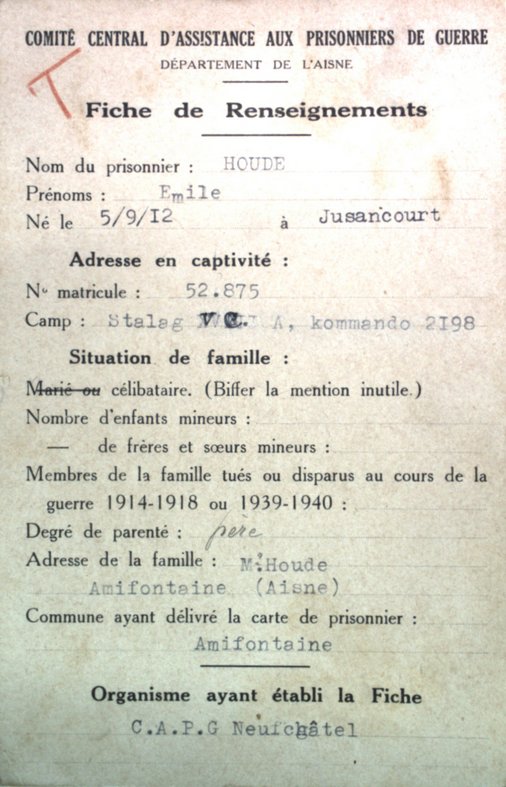 T
COMITÉ CENTRAL D'ASSISTANCE AUX PRISONNIERS DE GUERRE
DÉPARTEMENT DE L'AISNE
Fiche de Renseignements
Nom du prisonnier : HOUDE
Prénoms : Emile
Né le 5/9/12 à Jusancourt
Adresse en captivité :
N° matricule : 52.875
Camp : Stalag V C. A, kommando 2198
Situation de famille :
Marié ou célibataire. (Biffer la mention inutile.)
Nombre d'enfants mineurs :
— de frères et sœurs mineurs :
Membres de la famille tués ou disparus au cours de la
guerre 1914-1918 ou 1939-1940 :
Degré de parenté : père
Adresse de la famille : M. Houde
Amifontaine (Aisne)
Commune ayant délivré la carte de prisonnier :
Amifontaine
Organisme ayant établi la Fiche
C.A.P.G Neufchâtel